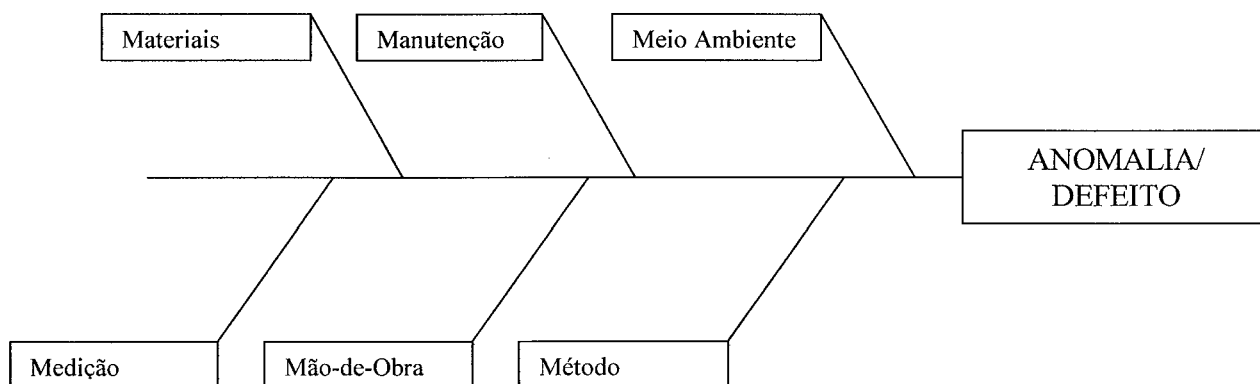 Materiais
Manutenção
Meio Ambiente
ANOMALIA/
DEFEITO
Medição
Mão-de-Obra
Método